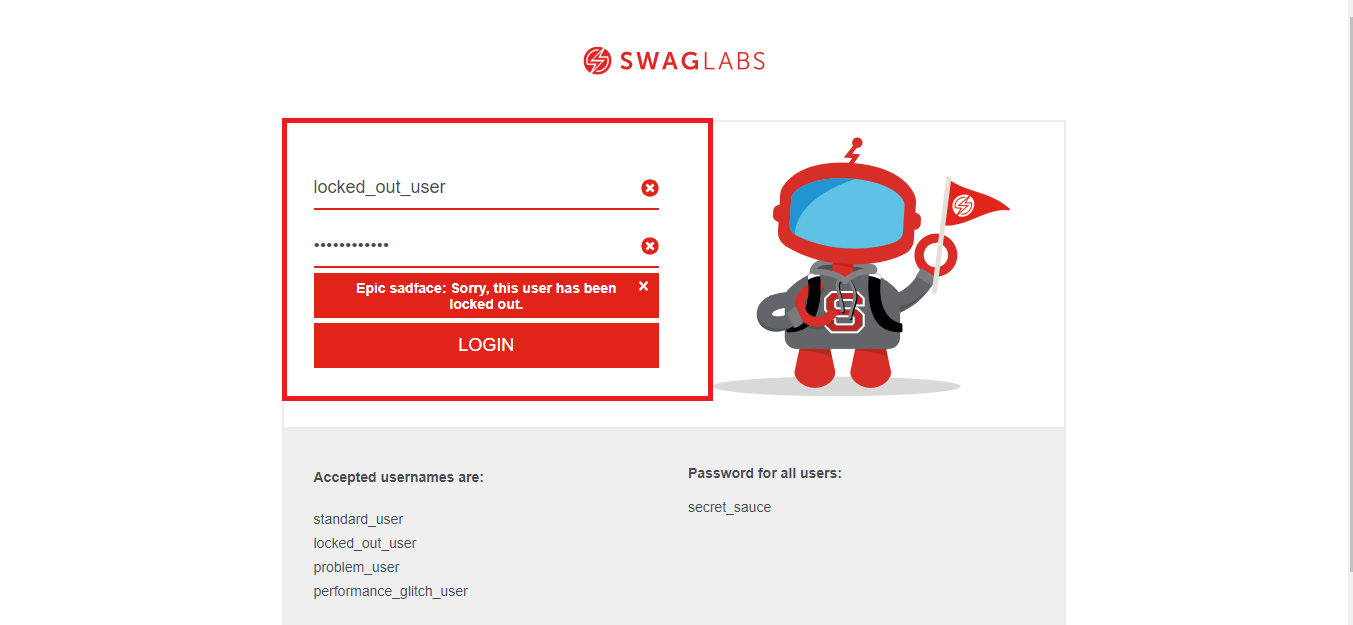 SWAGLABS
locked_out_user
••••••••••••
Epic sadface: Sorry, this user has been
locked out.
LOGIN
S
Accepted usernames are:
standard_user
locked_out_user
problem_user
performance_glitch_user
Password for all users:
secret_sauce